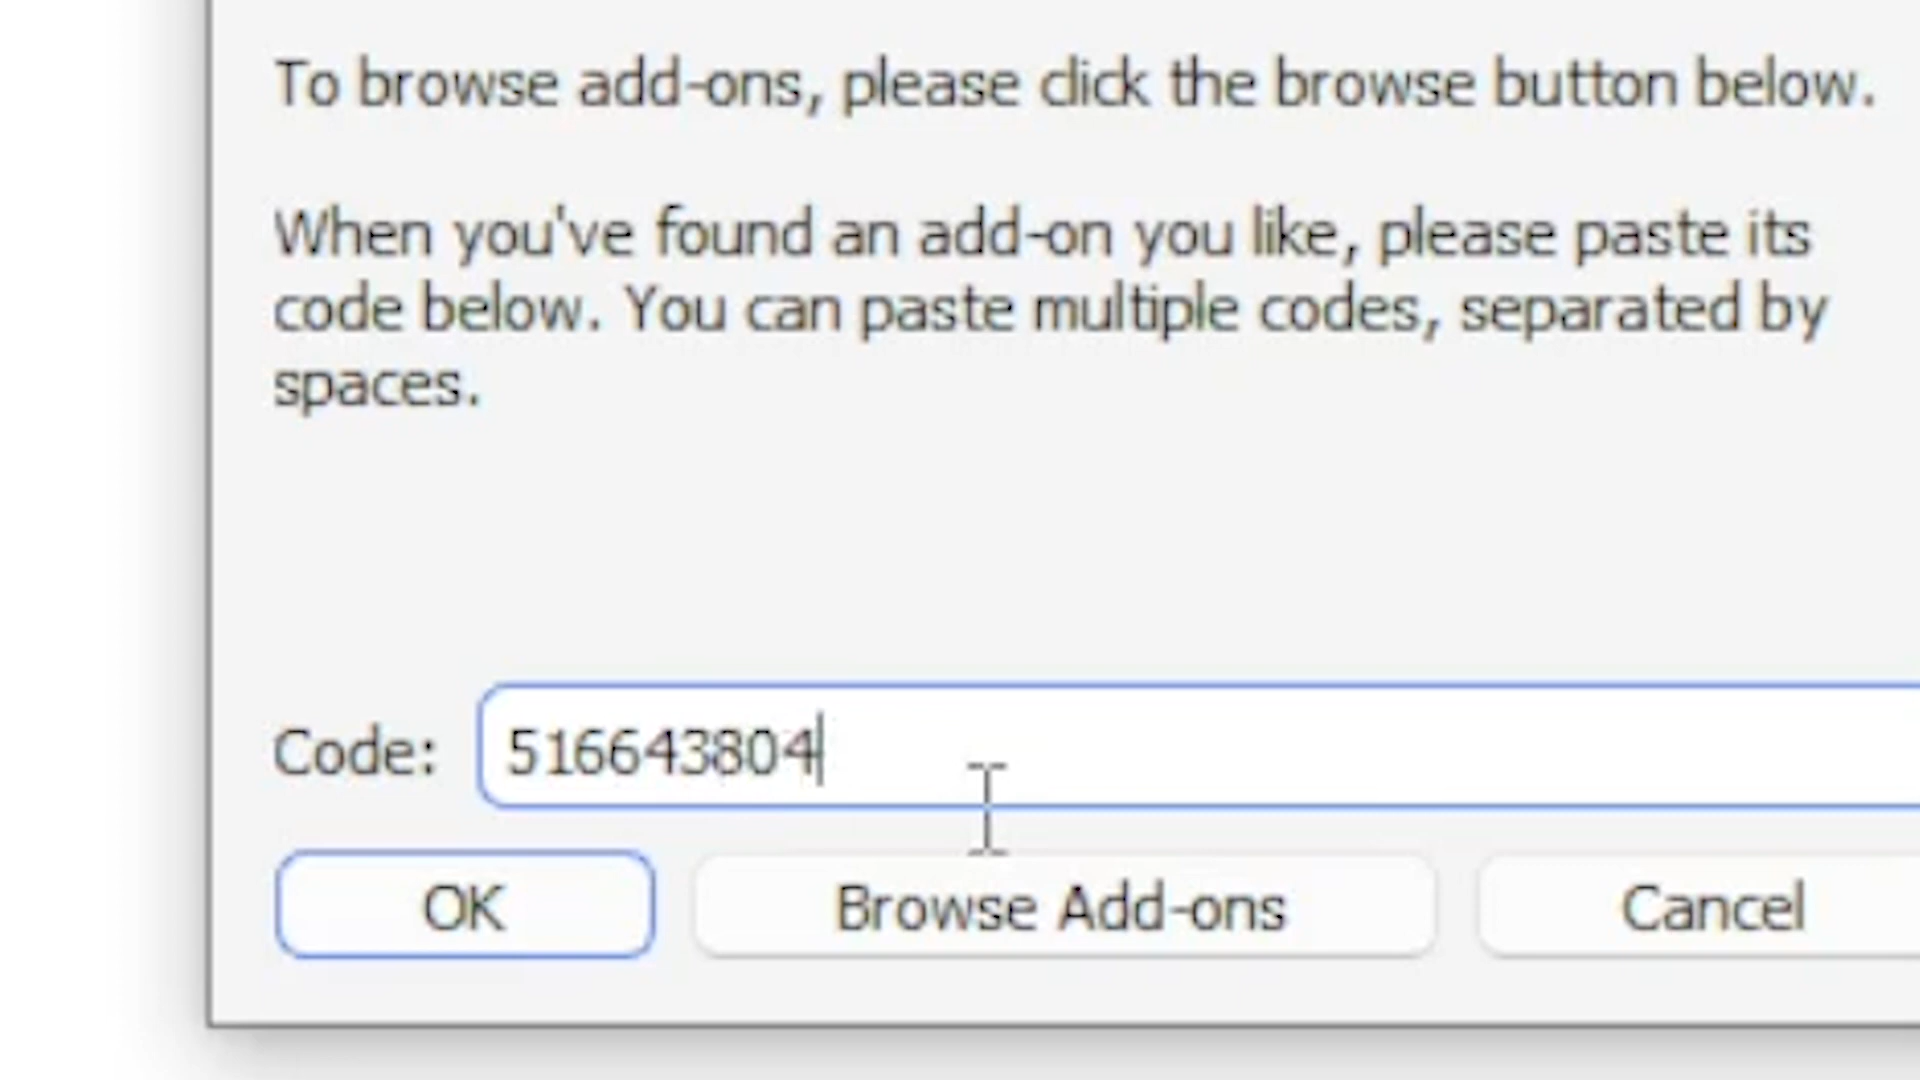 To browse add-ons, please click the browse button below.
When you've found an add-on you like, please paste its
code below. You can paste multiple codes, separated by
spaces.
Code: 516643804
OK Browse Add-ons Cancel